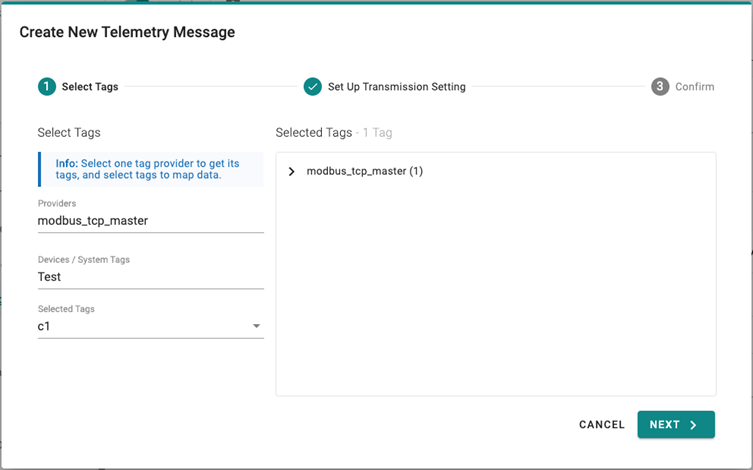 Create New Telemetry Message
1 Select Tags
Set Up Transmission Setting
3 Confirm
Select Tags
Selected Tags - 1 Tag
Info: Select one tag provider to get its
tags, and select tags to map data.
modbus_tcp_master (1)
Providers
modbus_tcp_master
Devices / System Tags
Test
Selected Tags
c1
CANCEL
NEXT